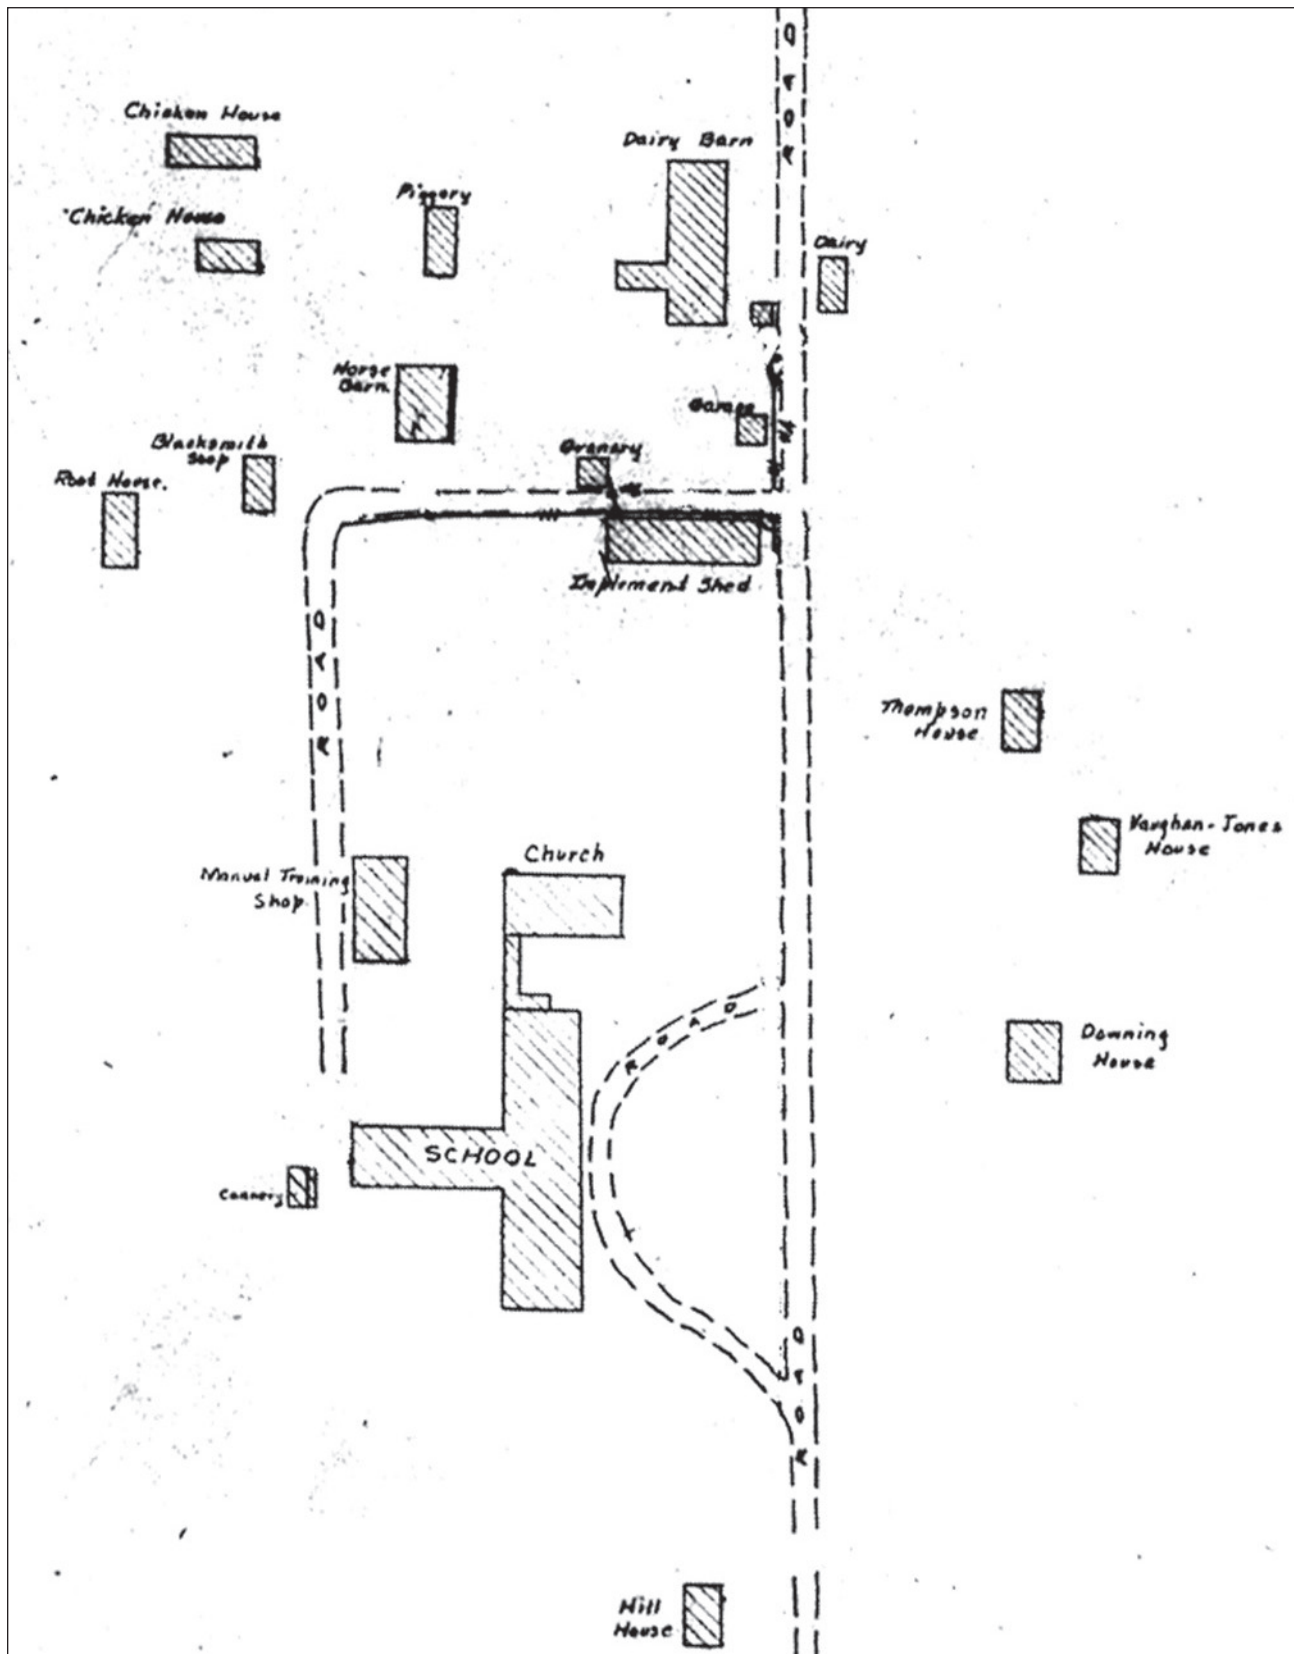 ROAD
Chicken House
Dairy Barn
Piggery
Chicken House
Dairy
Horse
Barn.
Garage
Blacksmith
Shop
Granary
Root House.
Implement Shed
ROAD
Thompson
House
Vaughan-Jones
House
Church
Manual Training
Shop
ROAD
Downing
House
SCHOOL
Cannery
ROAD
Hill
House